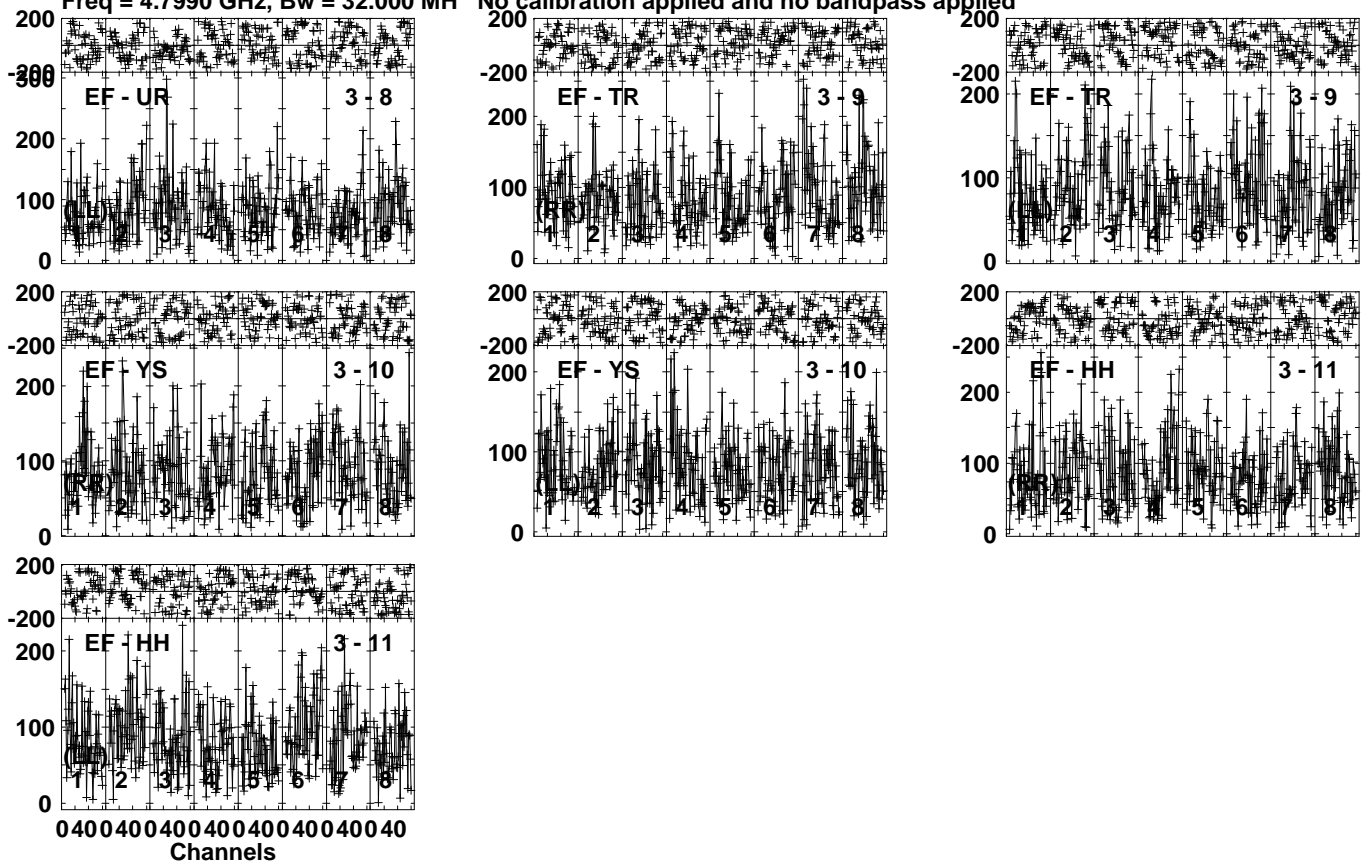 Freq = 4.7990 GHz, Bw = 32.000 MH No calibration applied and no bandpass applied
200
-200
300
EF - UR 3 - 8
200
100
(LL)
1 2 3 4 5 6 7 8
0
200
-200
EF - TR 3 - 9
200
100
(RR)
1 2 3 4 5 6 7 8
0
200
-200
EF - TR 3 - 9
200
100
(LL)
1 2 3 4 5 6 7 8
0
200
-200
EF - YS 3 - 10
200
100
(RR)
1 2 3 4 5 6 7 8
0
200
-200
EF - YS 3 - 10
200
100
(LL)
1 2 3 4 5 6 7 8
0
200
-200
EF - HH 3 - 11
200
100
(RR)
1 2 3 4 5 6 7 8
0
200
-200
EF - HH 3 - 11
200
100
(LL)
1 2 3 4 5 6 7 8
0
0 40 0 40 0 40 0 40 0 40 0 40 0 40 0 40
Channels